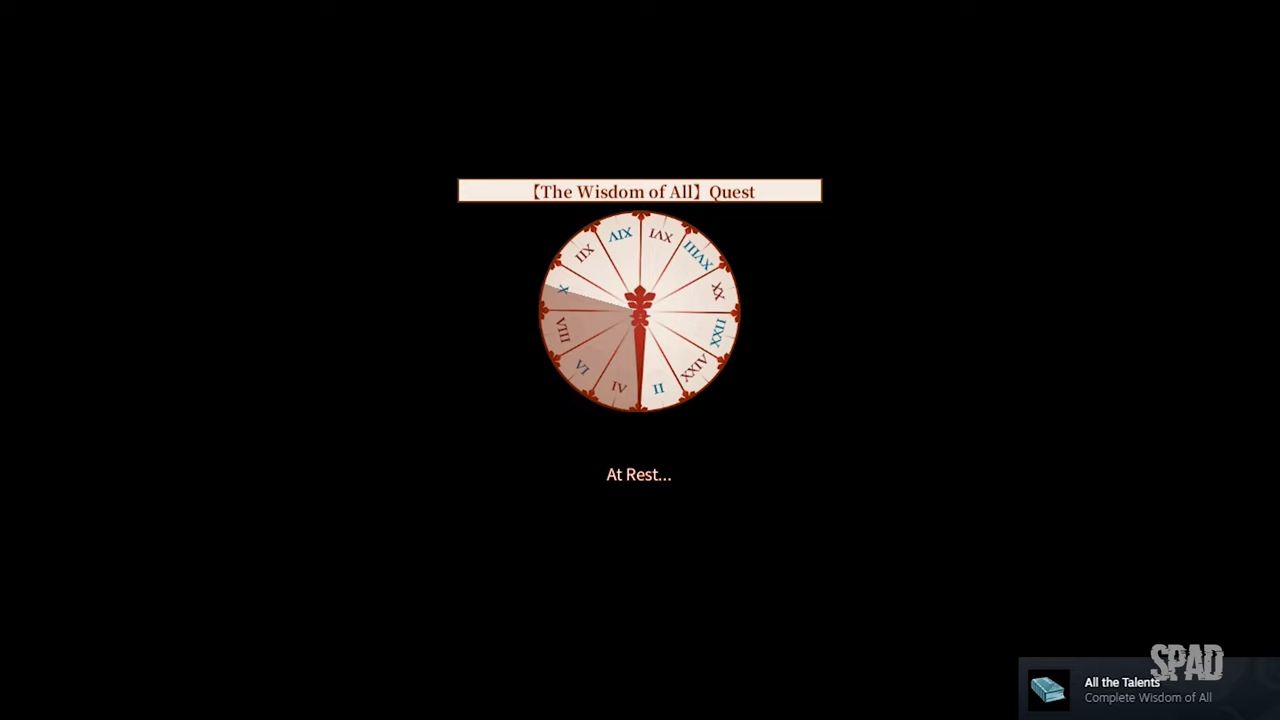 【The Wisdom of All】Quest
XIV
XVI
XII
XVIII
X
XX
VIII
XXII
VI
XXIV
IV
II
At Rest...
SPAD
All the Talents
Complete Wisdom of All